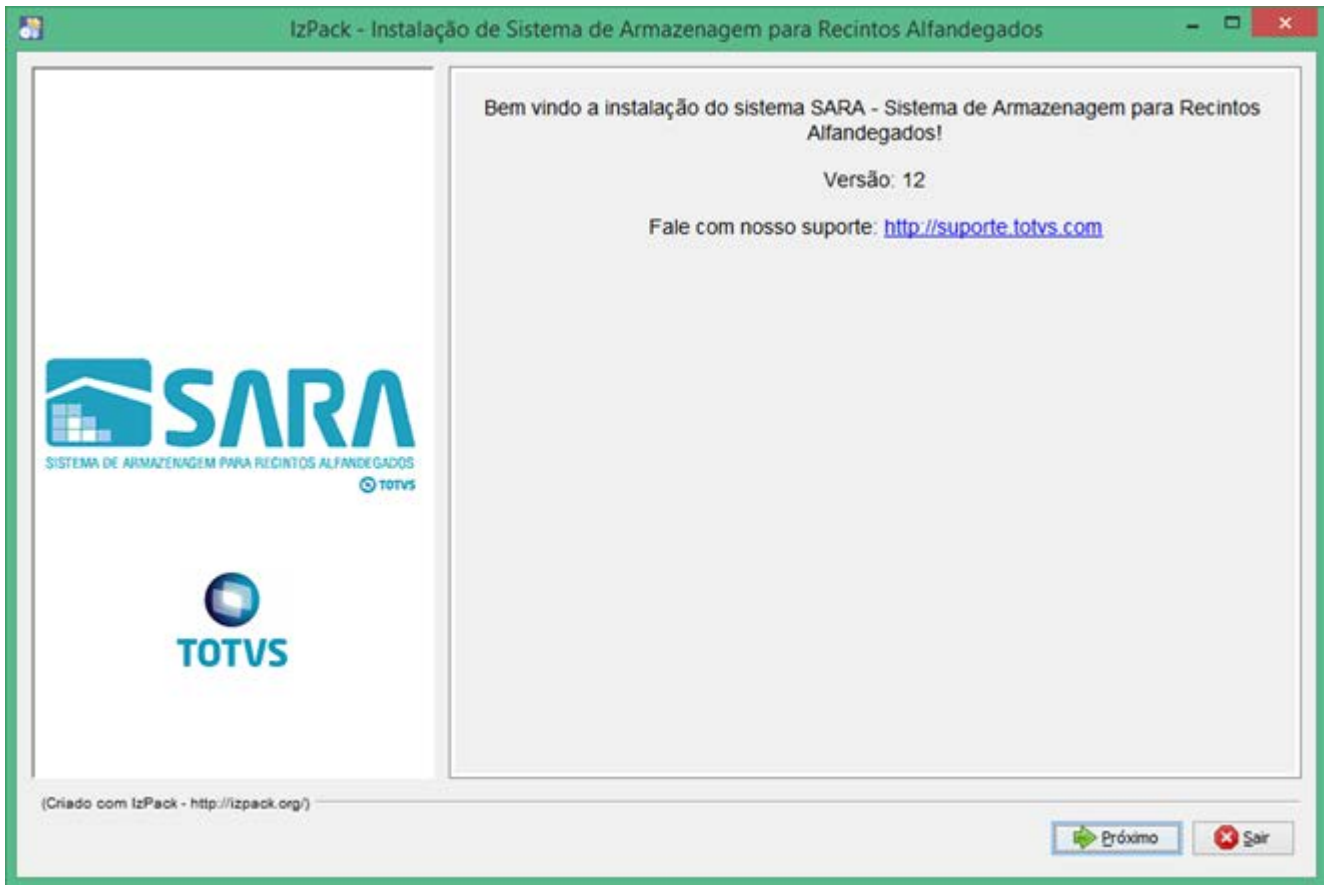 IzPack - Instalação de Sistema de Armazenagem para Recintos Alfandegados
Bem vindo a instalação do sistema SARA - Sistema de Armazenagem para Recintos
Alfandegados!
Versão: 12
Fale com nosso suporte: http://suporte.totvs.com
SARA
SISTEMA DE ARMAZENAGEM PARA RECINTOS ALFANDEGADOS
TOTVS
TOTVS
(Criado com IzPack - http://izpack.org/)
Próximo
Sair